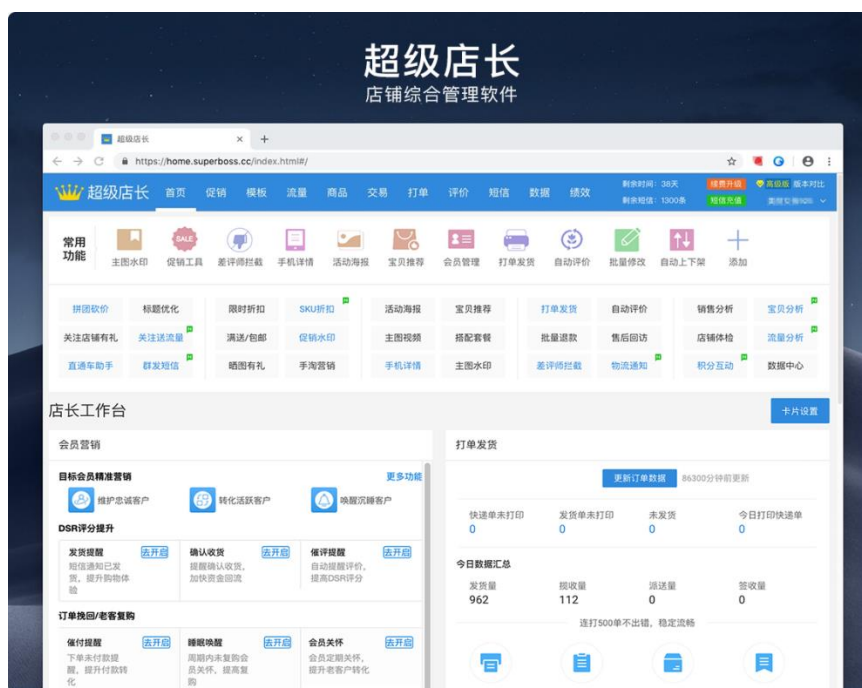 超级店长
店铺综合管理软件
超级店长
https://home.superboss.cc/index.html#/
超级店长 首页 促销 模板 流量 商品 交易 打单 评价 短信 数据 绩效
剩余时间：38天 续费升级 高级版 版本对比
剩余短信：1300条 短信充值
常用功能
主图水印 促销工具 差评师拦截 手机详情 活动海报 宝贝推荐 会员管理 打单发货 自动评价 批量修改 自动上下架 添加
拼团砍价 标题优化 限时折扣 SKU折扣 活动海报 宝贝推荐 打单发货 自动评价 销售分析 宝贝分析
关注店铺有礼 关注送流量 满送/包邮 促销水印 主图视频 搭配套餐 批量退款 售后回访 店铺体检 流量分析
直通车助手 群发短信 晒图有礼 手淘营销 手机详情 主图水印 差评师拦截 物流通知 积分互动 数据中心
店长工作台 卡片设置
会员营销
目标会员精准营销 更多功能
维护忠诚客户 转化活跃客户 唤醒沉睡客户
DSR评分提升
发货提醒 去开启 确认收货 去开启 催评提醒 去开启
短信通知已发 提醒确认收货， 自动提醒评价，
货，提升购物体 加快资金回流 提高DSR评分
验
订单挽回/老客复购
催付提醒 去开启 睡眠唤醒 去开启 会员关怀 去开启
下单未付款提 周期内未复购会 会员定期关怀，
醒，提升付款转 员关怀，提高复 提升老客户转化
化 购
打单发货
更新订单数据 86300分钟前更新
快递单未打印 发货单未打印 未发货 今日打印快递单
0 0 0 0
今日数据汇总
发货量 揽收量 派送量 签收量
962 112 0 0
连打500单不出错，稳定流畅